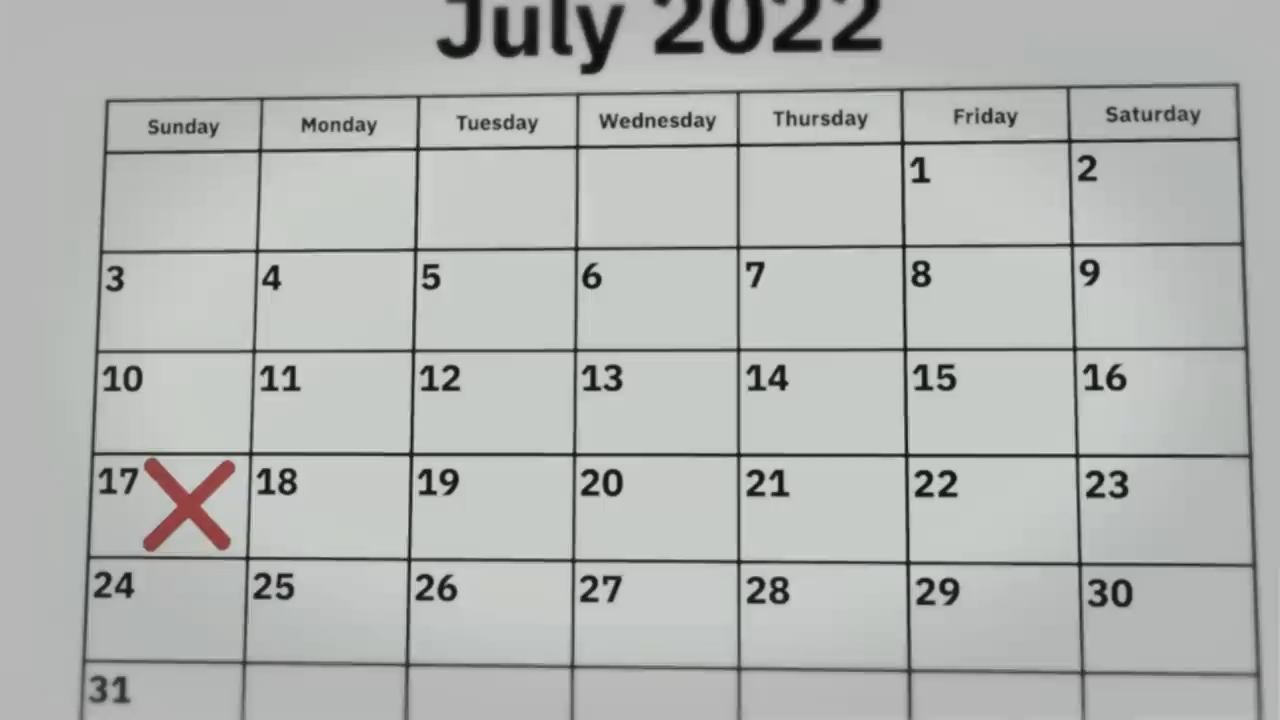 July 2022
Sunday Monday Tuesday Wednesday Thursday Friday Saturday
1 2
3 4 5 6 7 8 9
10 11 12 13 14 15 16
17 18 19 20 21 22 23
24 25 26 27 28 29 30
31